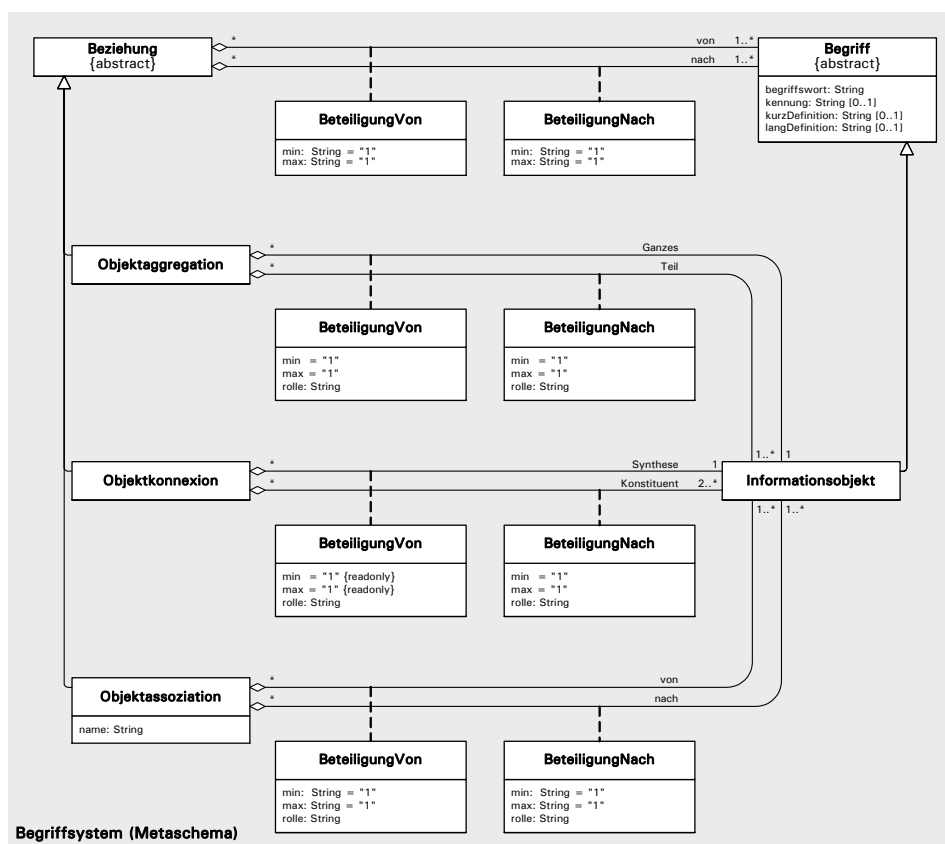 Beziehung
{abstract}
*
von 1..*
*
nach 1..*
Begriff
{abstract}
begriffswort: String
kennung: String [0..1]
kurzDefinition: String [0..1]
langDefinition: String [0..1]
BeteiligungVon
min: String = "1"
max: String = "1"
BeteiligungNach
min: String = "1"
max: String = "1"
Objektaggregation
*
Ganzes
*
Teil
BeteiligungVon
min = "1"
max = "1"
rolle: String
BeteiligungNach
min = "1"
max = "1"
rolle: String
1..* 1
Objektkonnexion
*
Synthese 1
*
Konstituent 2..*
Informationsobjekt
1..* 1..*
BeteiligungVon
min = "1" {readonly}
max = "1" {readonly}
rolle: String
BeteiligungNach
min = "1"
max = "1"
rolle: String
Objektassoziation
name: String
*
von
*
nach
BeteiligungVon
min: String = "1"
max: String = "1"
rolle: String
BeteiligungNach
min: String = "1"
max: String = "1"
rolle: String
Begriffsystem (Metaschema)